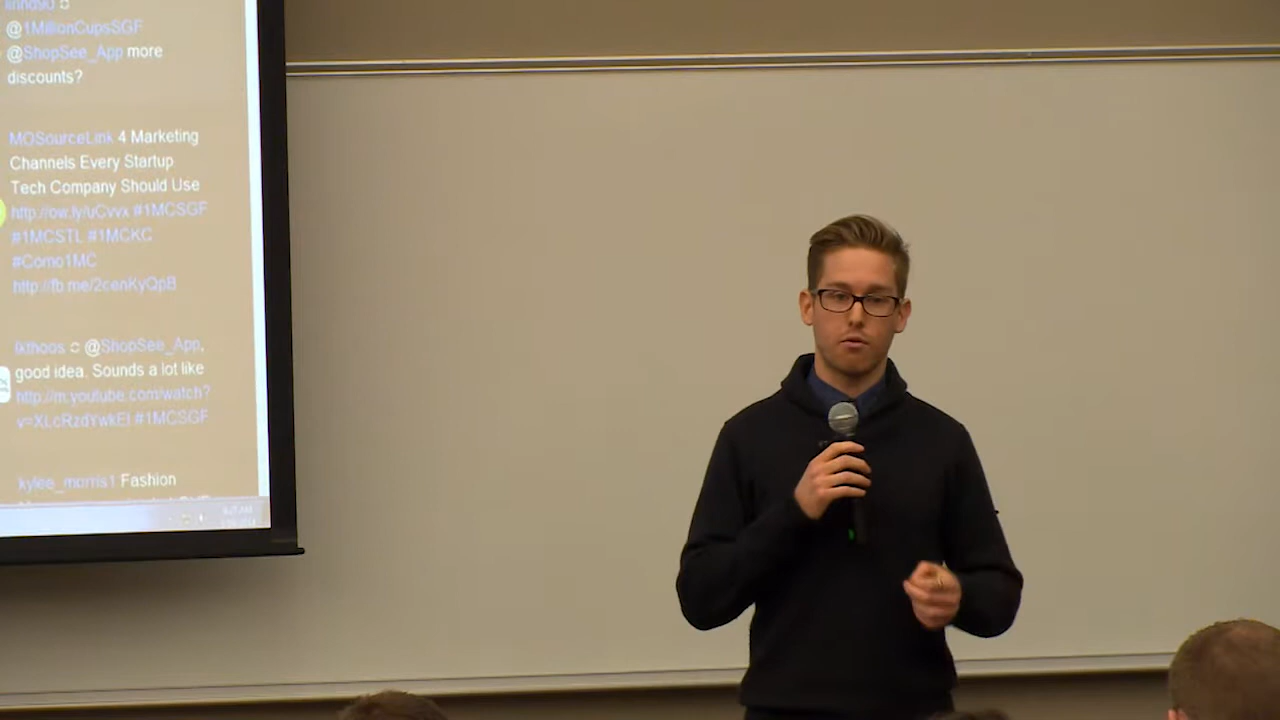 @1MillionCupsSGF
@ShopSee_App more
discounts?
MOSourceLink 4 Marketing
Channels Every Startup
Tech Company Should Use
http://ow.ly/uCvvx #1MCSGF
#1MCSTL #1MCKC
#Como1MC
http://fb.me/2cenKyQpB
lkthoos @ShopSee_App,
good idea. Sounds a lot like
http://m.youtube.com/watch?
v=XLcRzdYwkEI #1MCSGF
kylee_morris1 Fashion